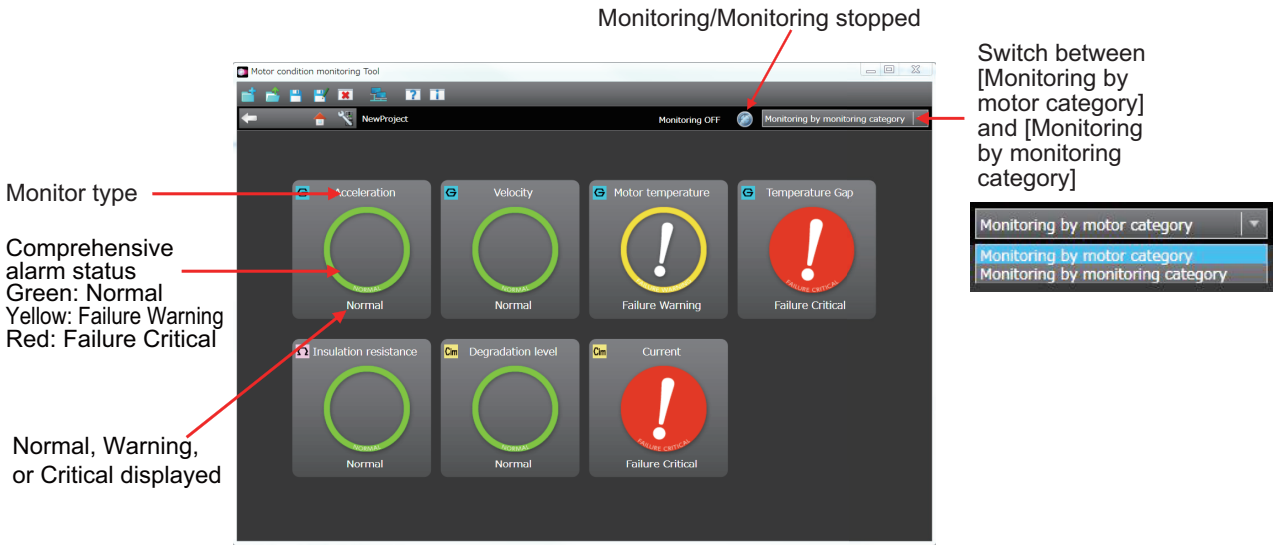 Monitoring/Monitoring stopped
Switch between
[Monitoring by
motor category]
and [Monitoring
by monitoring
category]
Motor condition monitoring Tool
NewProject
Monitoring OFF
Monitoring by monitoring category
Monitor type
Comprehensive
alarm status
Green: Normal
Yellow: Failure Warning
Red: Failure Critical
Normal, Warning,
or Critical displayed
G Acceleration
NORMAL
Normal
G Velocity
NORMAL
Normal
G Motor temperature
FAILURE WARNING
Failure Warning
G Temperature Gap
FAILURE CRITICAL
Failure Critical
Ω Insulation resistance
NORMAL
Normal
Cim Degradation level
NORMAL
Normal
Cim Current
FAILURE CRITICAL
Failure Critical
Monitoring by motor category
Monitoring by motor category
Monitoring by monitoring category